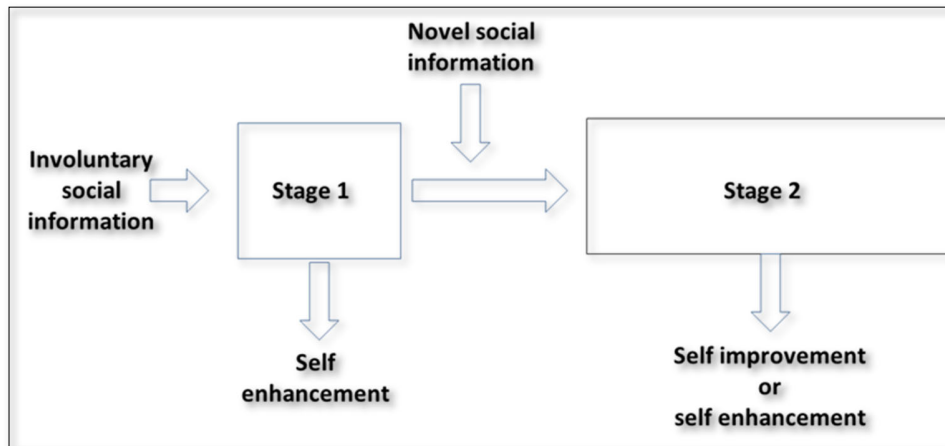 Novel social
information
Involuntary
social
information
Stage 1
Stage 2
Self
enhancement
Self improvement
or
self enhancement